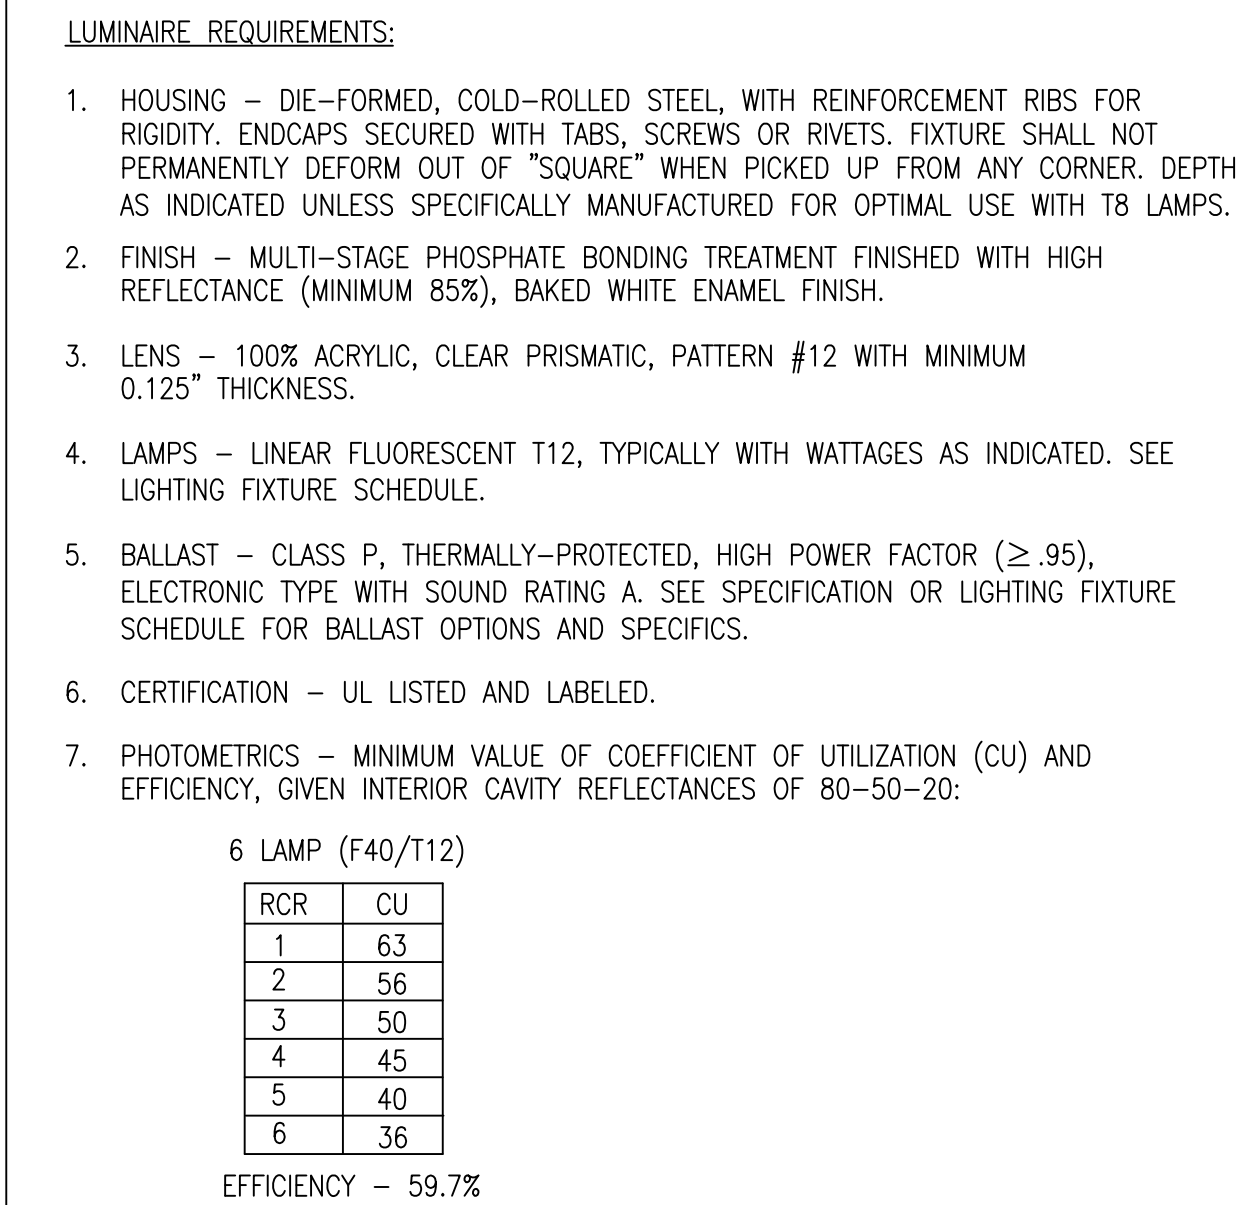 LUMINAIRE REQUIREMENTS:
1. HOUSING – DIE–FORMED, COLD–ROLLED STEEL, WITH REINFORCEMENT RIBS FOR
RIGIDITY. ENDCAPS SECURED WITH TABS, SCREWS OR RIVETS. FIXTURE SHALL NOT
PERMANENTLY DEFORM OUT OF "SQUARE" WHEN PICKED UP FROM ANY CORNER. DEPTH
AS INDICATED UNLESS SPECIFICALLY MANUFACTURED FOR OPTIMAL USE WITH T8 LAMPS.
2. FINISH – MULTI–STAGE PHOSPHATE BONDING TREATMENT FINISHED WITH HIGH
REFLECTANCE (MINIMUM 85%), BAKED WHITE ENAMEL FINISH.
3. LENS – 100% ACRYLIC, CLEAR PRISMATIC, PATTERN #12 WITH MINIMUM
0.125" THICKNESS.
4. LAMPS – LINEAR FLUORESCENT T12, TYPICALLY WITH WATTAGES AS INDICATED. SEE
LIGHTING FIXTURE SCHEDULE.
5. BALLAST – CLASS P, THERMALLY–PROTECTED, HIGH POWER FACTOR (≥.95),
ELECTRONIC TYPE WITH SOUND RATING A. SEE SPECIFICATION OR LIGHTING FIXTURE
SCHEDULE FOR BALLAST OPTIONS AND SPECIFICS.
6. CERTIFICATION – UL LISTED AND LABELED.
7. PHOTOMETRICS – MINIMUM VALUE OF COEFFICIENT OF UTILIZATION (CU) AND
EFFICIENCY, GIVEN INTERIOR CAVITY REFLECTANCES OF 80–50–20:
6 LAMP (F40/T12)
RCR CU
1 63
2 56
3 50
4 45
5 40
6 36
EFFICIENCY – 59.7%